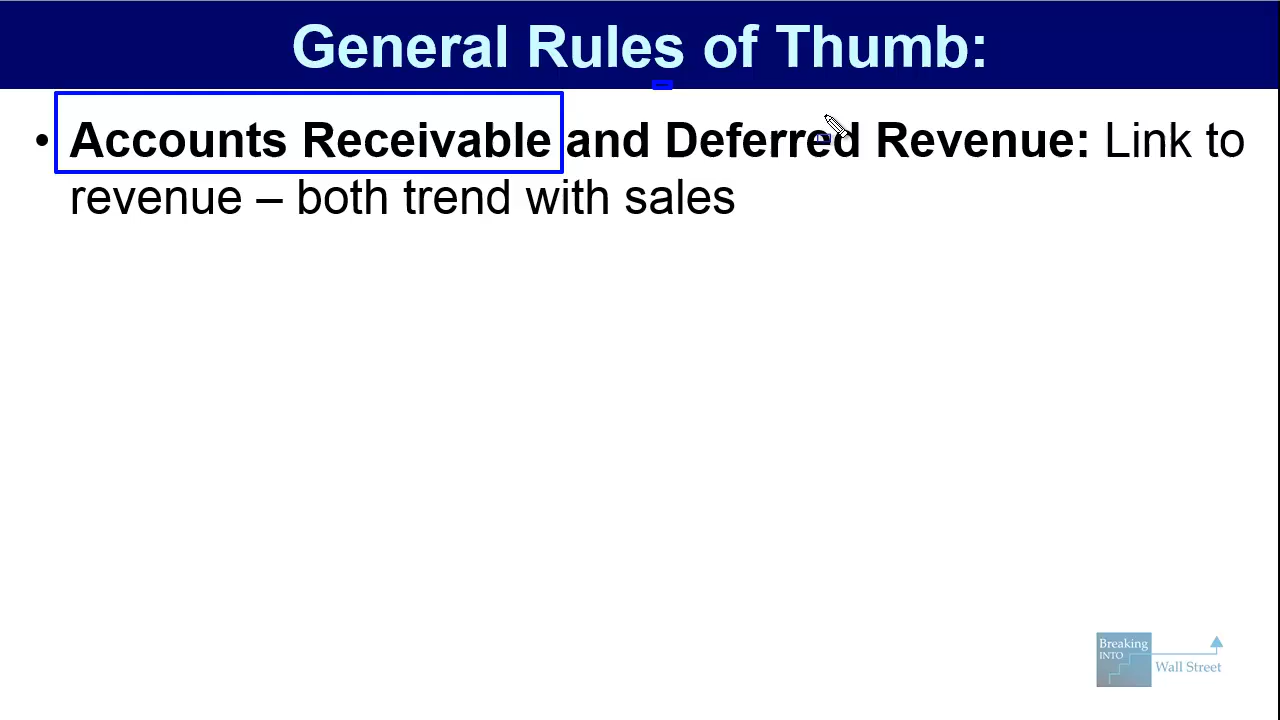 General Rules of Thumb:
• Accounts Receivable and Deferred Revenue: Link to
revenue – both trend with sales
Breaking
INTO
Wall Street